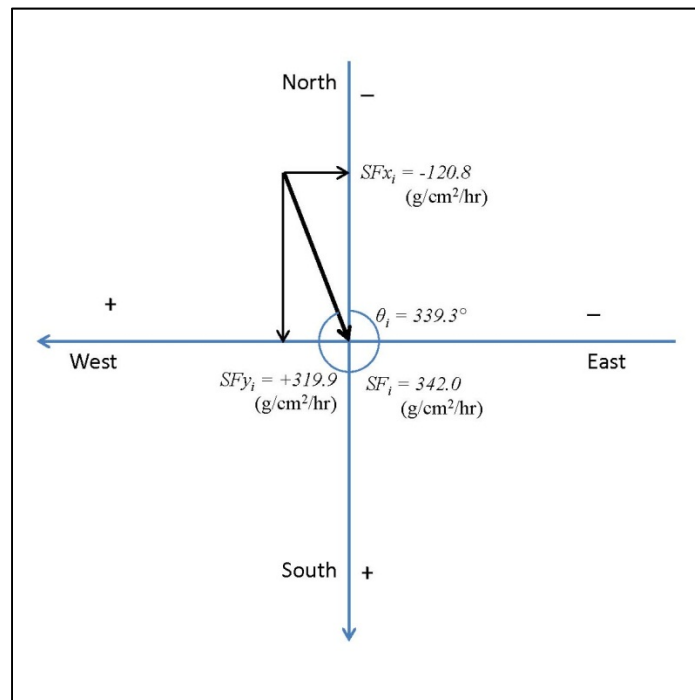 North
–
SFxᵢ = -120.8
(g/cm²/hr)
+
θᵢ = 339.3°
–
West
East
SFyᵢ = +319.9
(g/cm²/hr)
SFᵢ = 342.0
(g/cm²/hr)
South
+